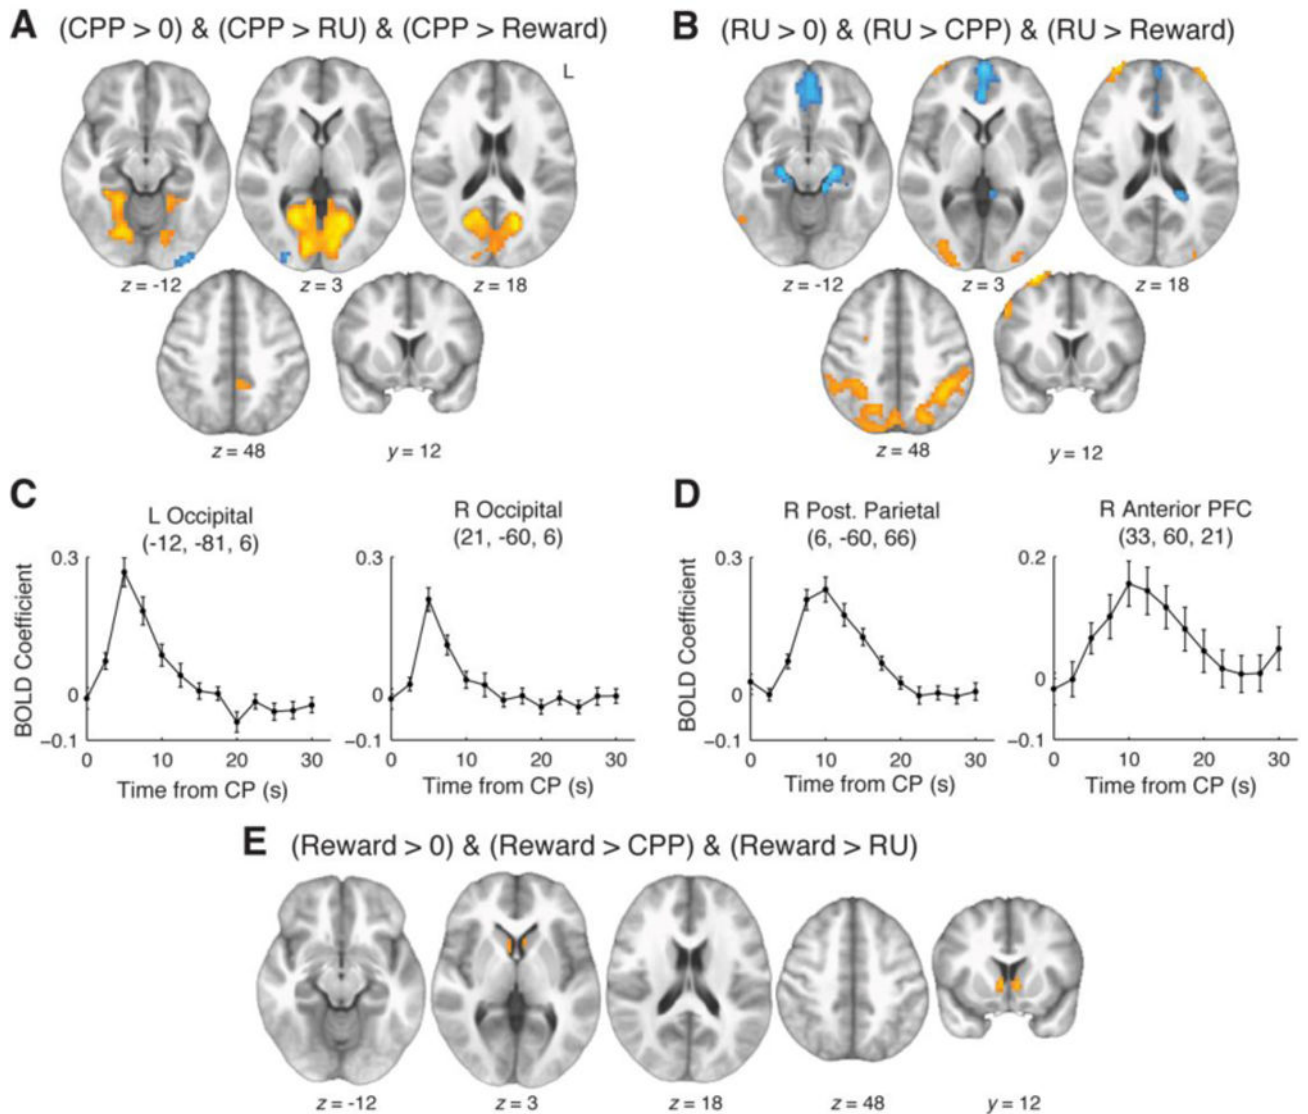 A (CPP > 0) & (CPP > RU) & (CPP > Reward)
L
z = -12 z = 3 z = 18
z = 48 y = 12
B (RU > 0) & (RU > CPP) & (RU > Reward)
z = -12 z = 3 z = 18
z = 48 y = 12
C
L Occipital
(-12, -81, 6)
0.3
0
−0.1
BOLD Coefficient
0 10 20 30
Time from CP (s)
R Occipital
(21, -60, 6)
0.3
0
−0.1
0 10 20 30
Time from CP (s)
D
R Post. Parietal
(6, -60, 66)
0.3
0
−0.1
BOLD Coefficient
0 10 20 30
Time from CP (s)
R Anterior PFC
(33, 60, 21)
0.2
0
−0.1
0 10 20 30
Time from CP (s)
E (Reward > 0) & (Reward > CPP) & (Reward > RU)
z = -12 z = 3 z = 18 z = 48 y = 12